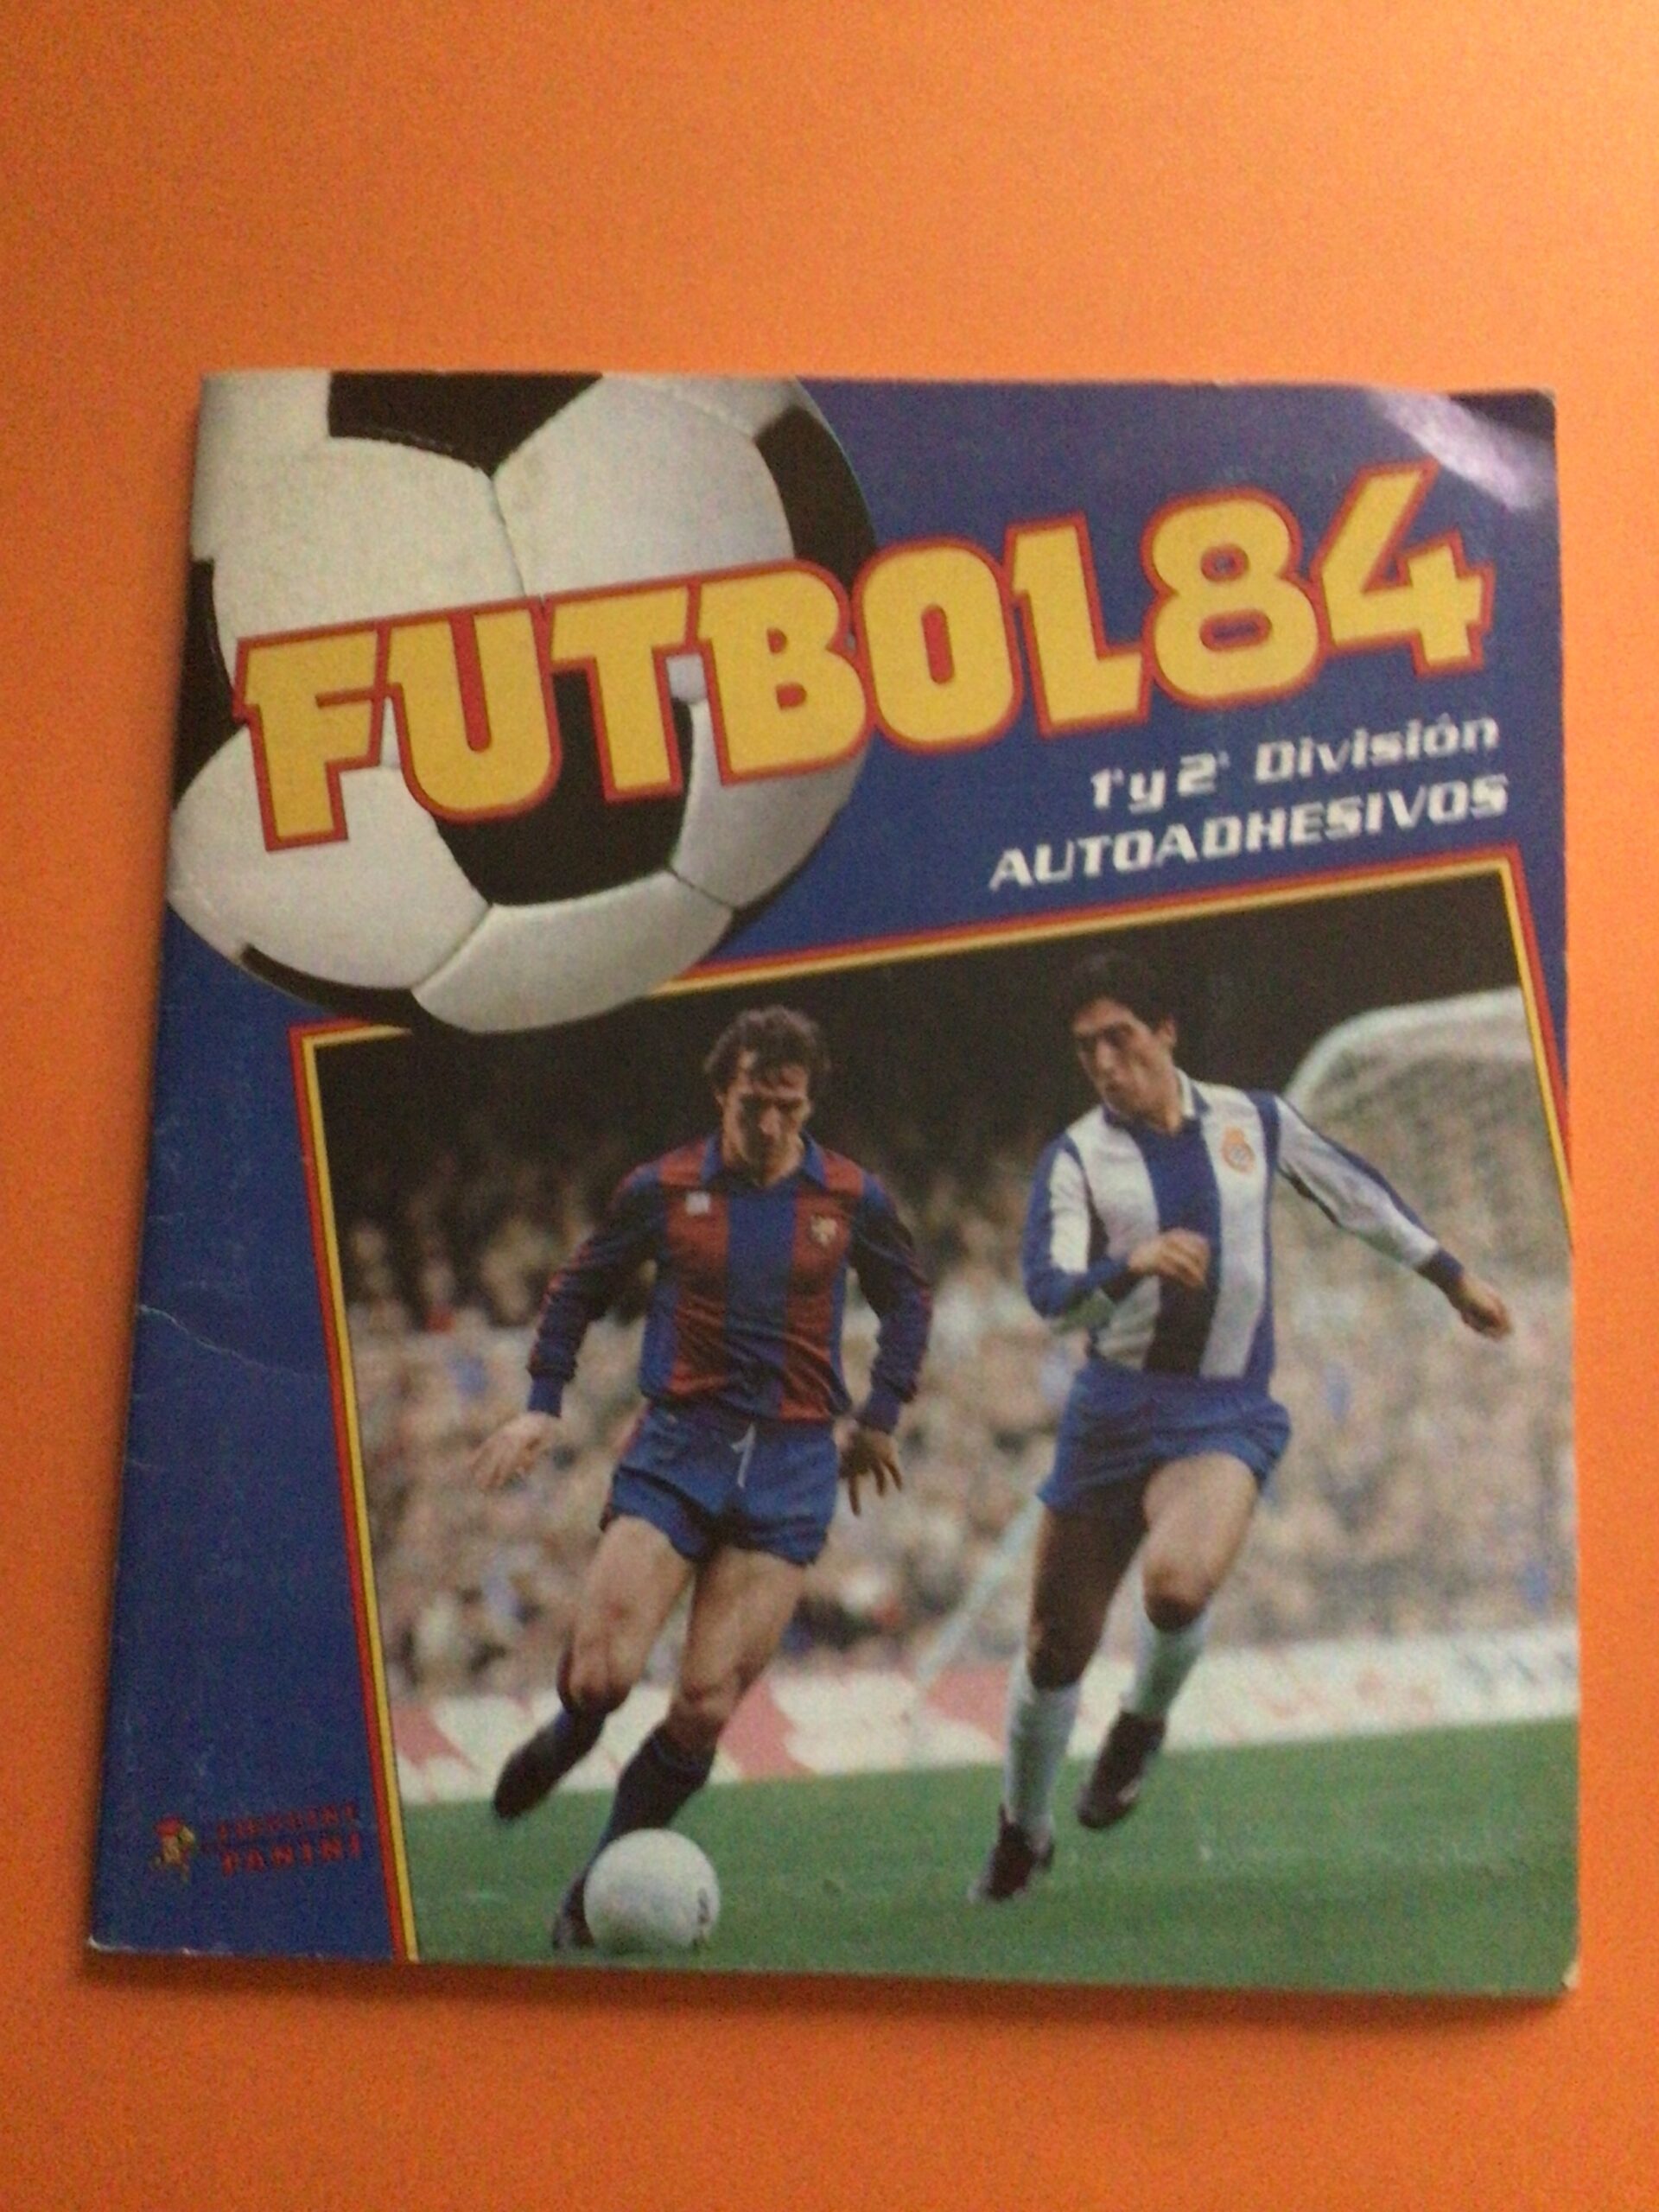 FUTBOL84
1ª y 2ª División
AUTOADHESIVOS
PANINI